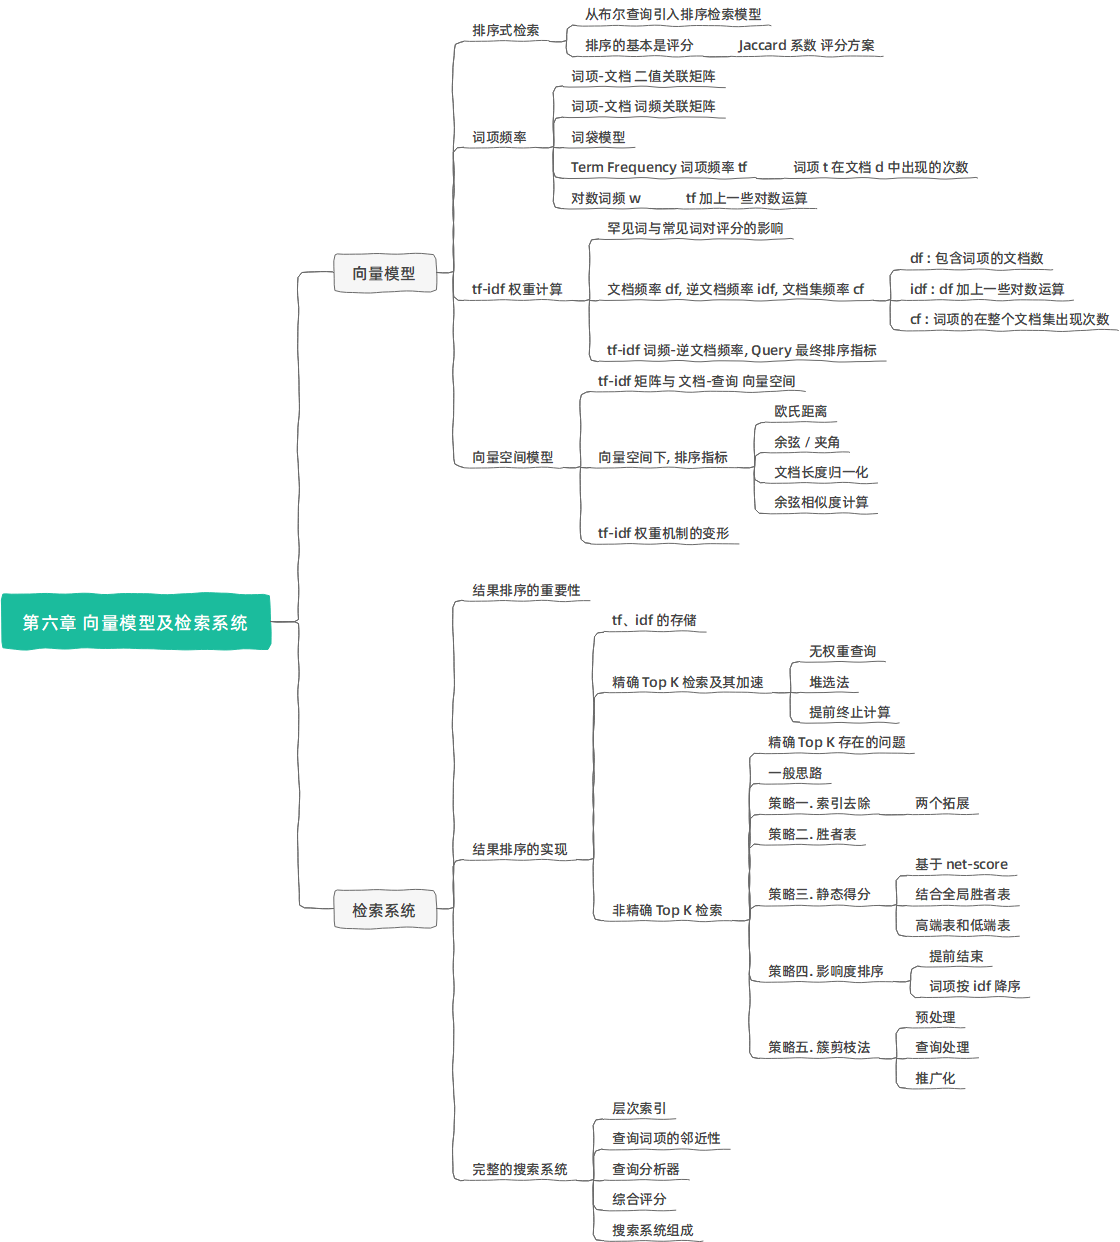 第六章 向量模型及检索系统
向量模型
排序式检索
从布尔查询引入排序检索模型
排序的基本是评分
Jaccard 系数 评分方案
词项频率
词项-文档 二值关联矩阵
词项-文档 词频关联矩阵
词袋模型
Term Frequency 词项频率 tf
词项 t 在文档 d 中出现的次数
对数词频 w
tf 加上一些对数运算
tf-idf 权重计算
罕见词与常见词对评分的影响
文档频率 df, 逆文档频率 idf, 文档集频率 cf
df : 包含词项的文档数
idf : df 加上一些对数运算
cf : 词项的在整个文档集出现次数
tf-idf 词频-逆文档频率, Query 最终排序指标
向量空间模型
tf-idf 矩阵与 文档-查询 向量空间
向量空间下, 排序指标
欧氏距离
余弦 / 夹角
文档长度归一化
余弦相似度计算
tf-idf 权重机制的变形
检索系统
结果排序的重要性
结果排序的实现
tf、idf 的存储
精确 Top K 检索及其加速
无权重查询
堆选法
提前终止计算
非精确 Top K 检索
精确 Top K 存在的问题
一般思路
策略一. 索引去除
两个拓展
策略二. 胜者表
策略三. 静态得分
基于 net-score
结合全局胜者表
高端表和低端表
策略四. 影响度排序
提前结束
词项按 idf 降序
策略五. 簇剪枝法
预处理
查询处理
推广化
完整的搜索系统
层次索引
查询词项的邻近性
查询分析器
综合评分
搜索系统组成